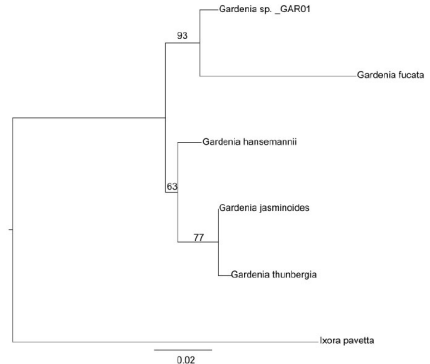 Gardenia sp. _GAR01
93
Gardenia fucata
Gardenia hansemannii
63
Gardenia jasminoides
77
Gardenia thunbergia
Ixora pavetta
0.02